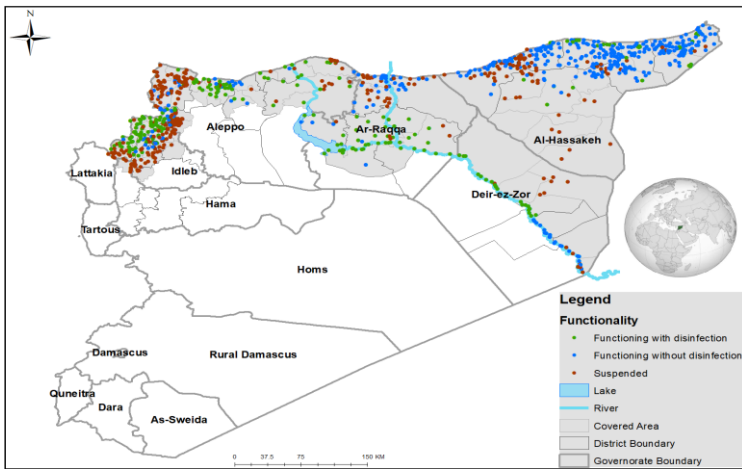 N
Aleppo
Ar-Raqqa
Al-Hassakeh
Lattakia
Idleb
Deir-ez-Zor
Hama
Tartous
Homs
Damascus
Rural Damascus
Quneitra
Dara
As-Sweida
Legend
Functionality
Functioning with disinfection
Functioning without disinfection
Suspended
Lake
River
Covered Area
District Boundary
Governorate Boundary
0 37.5 75 150 KM